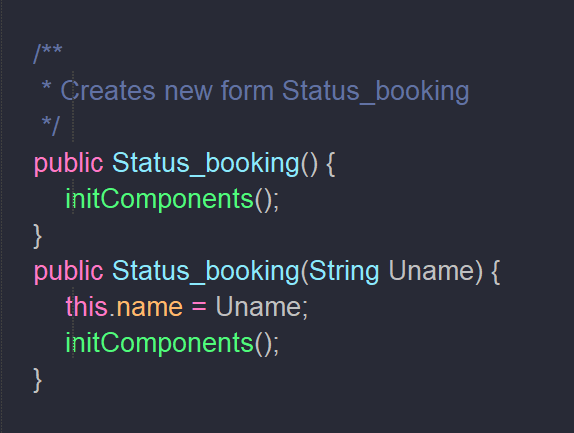 /**
 * Creates new form Status_booking
 */
public Status_booking() {
    initComponents();
}
public Status_booking(String Uname) {
    this.name = Uname;
    initComponents();
}